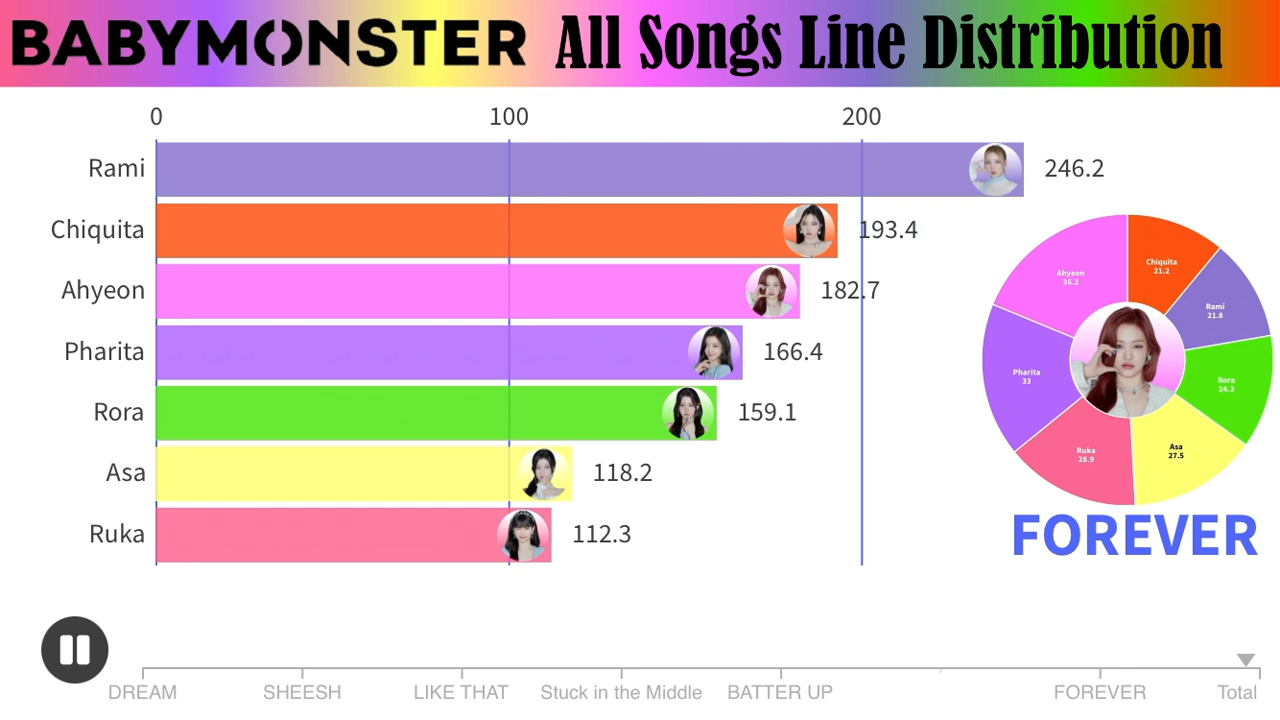 BABYMONSTER All Songs Line Distribution
0 100 200
Rami 246.2
Chiquita 193.4
Ahyeon 182.7
Pharita 166.4
Rora 159.1
Asa 118.2
Ruka 112.3
Chiquita
21.2
Rami
21.8
Rora
24.3
Asa
27.5
Ruka
28.9
Pharita
33
Ahyeon
36.2
FOREVER
DREAM SHEESH LIKE THAT Stuck in the Middle BATTER UP FOREVER Total